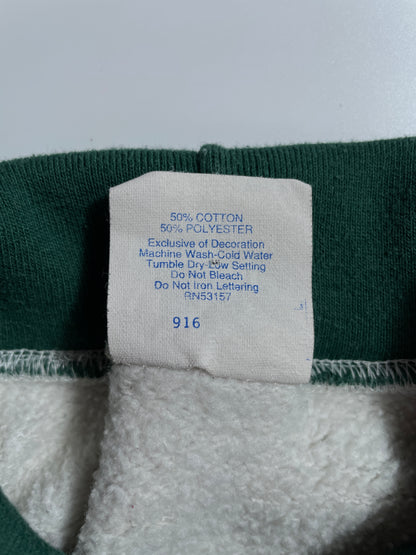 50% COTTON
50% POLYESTER
Exclusive of Decoration
Machine Wash-Cold Water
Tumble Dry-Low Setting
Do Not Bleach
Do Not Iron Lettering
RN53157
916